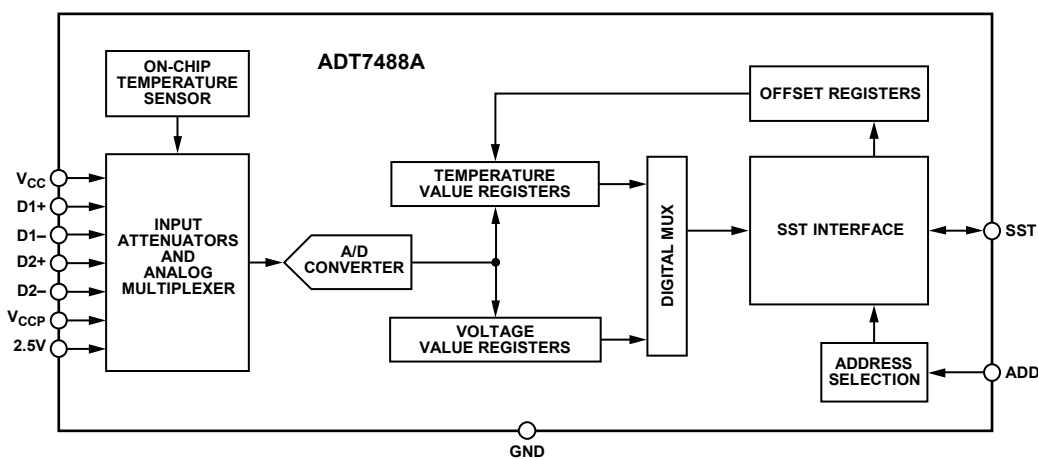 ADT7488A
ON-CHIP
TEMPERATURE
SENSOR
VCC
D1+
D1–
D2+
D2–
VCCP
2.5V
INPUT
ATTENUATORS
AND
ANALOG
MULTIPLEXER
A/D
CONVERTER
TEMPERATURE
VALUE REGISTERS
VOLTAGE
VALUE REGISTERS
DIGITAL MUX
OFFSET REGISTERS
SST INTERFACE
SST
ADDRESS
SELECTION
ADD
GND